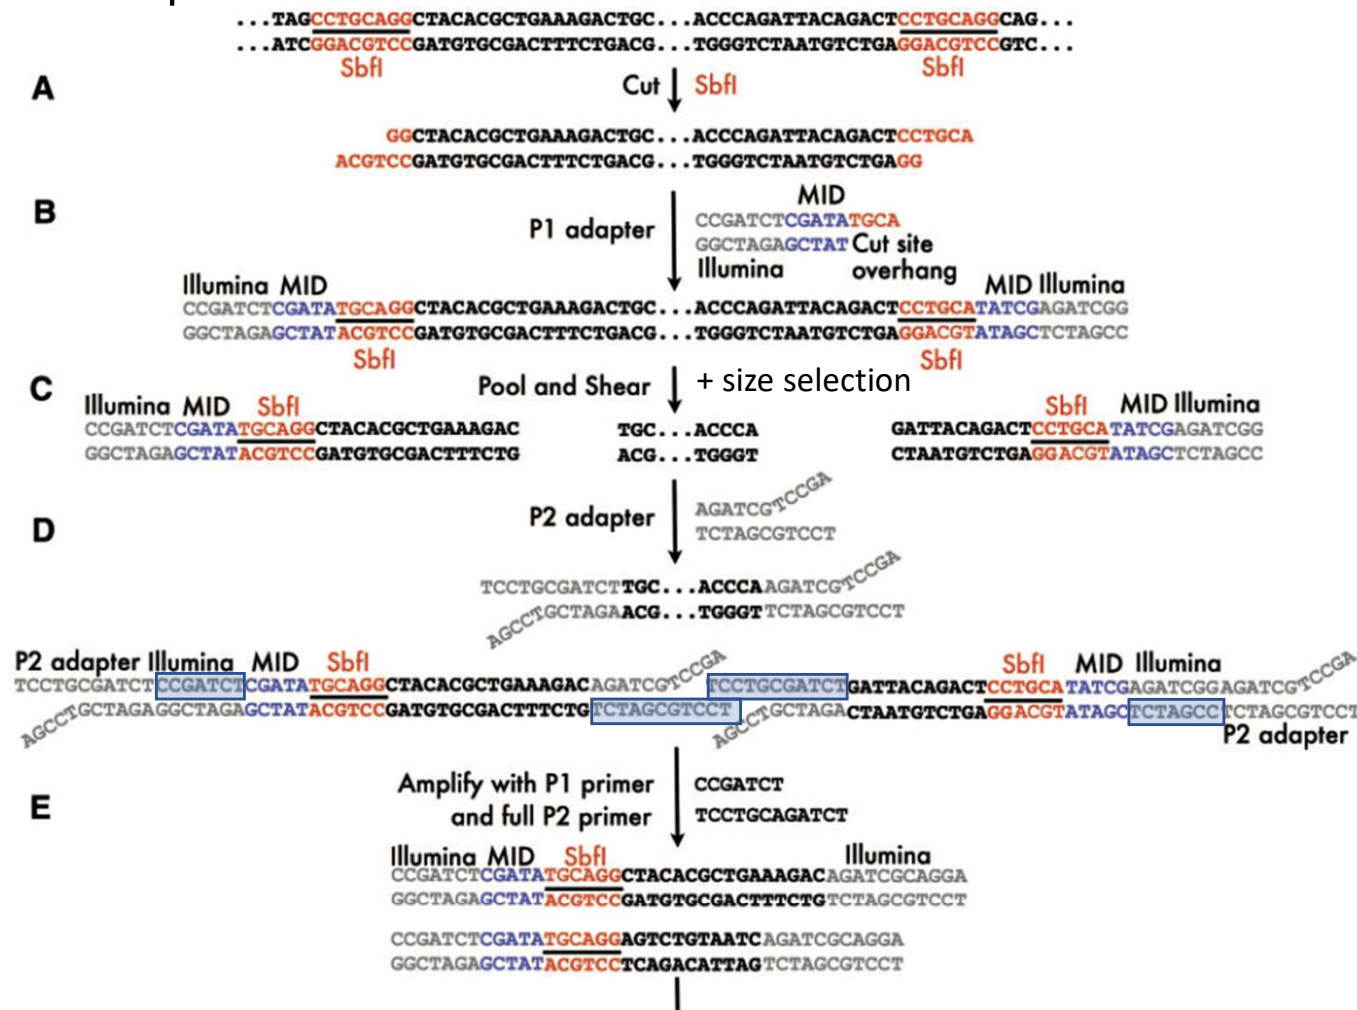 ...TAGCCTGCAGGCTACACGCTGAAAGACTGC...ACCCAGATTACAGACTCCTGCAGGCAG...
...ATCGGACGTCCGATGTGCGACTTTCTGACG...TGGGTCTAATGTCTGAGGACGTCCGTC...
SbfI SbfI
A
Cut SbfI
GGCTACACGCTGAAAGACTGC...ACCCAGATTACAGACTCCTGCA
ACGTCCGATGTGCGACTTTCTGACG...TGGGTCTAATGTCTGAGG
B
MID
P1 adapter
CCGATCTCGATATGCA
GGCTAGAGCTAT Cut site
Illumina overhang
Illumina MID MID Illumina
CCGATCTCGATATGCAGGCTACACGCTGAAAGACTGC...ACCCAGATTACAGACTCCTGCATATCGAGATCGG
GGCTAGAGCTATACGTCCGATGTGCGACTTTCTGACG...TGGGTCTAATGTCTGAGGACGTATAGCTCTAGCC
SbfI SbfI
C
Pool and Shear + size selection
Illumina MID SbfI SbfI MID Illumina
CCGATCTCGATATGCAGGCTACACGCTGAAAGAC TGC...ACCCA GATTACAGACTCCTGCATATCGAGATCGG
GGCTAGAGCTATACGTCCGATGTGCGACTTTCTG ACG...TGGGT CTAATGTCTGAGGACGTATAGCTCTAGCC
D
P2 adapter
AGATCGTCCGA
TCTAGCGTCCT
TCCTGCGATCTTGC...ACCCAAGATCGTCCGA
AGCCTGCTAGAACG...TGGGTTCTAGCGTCCT
P2 adapter Illumina MID SbfI SbfI MID Illumina
TCCTGCGATCTCCGATCTCGATATGCAGGCTACACGCTGAAAGACAGATCGTCCGA TCCTGCGATCTGATTACAGACTCCTGCATATCGAGATCGGAGATCGTCCGA
AGCCTGCTAGAGGCTAGAGCTATACGTCCGATGTGCGACTTTCTGTCTAGCGTCCT AGCCTGCTAGACTAATGTCTGAGGACGTATAGCTCTAGCCTCTAGCGTCCT
P2 adapter
E
Amplify with P1 primer CCGATCT
and full P2 primer TCCTGCAGATCT
Illumina MID SbfI Illumina
CCGATCTCGATATGCAGGCTACACGCTGAAAGACAGATCGCAGGA
GGCTAGAGCTATACGTCCGATGTGCGACTTTCTGTCTAGCGTCCT
CCGATCTCGATATGCAGGAGTCTGTAATCAGATCGCAGGA
GGCTAGAGCTATACGTCCTCAGACATTAGTCTAGCGTCCT